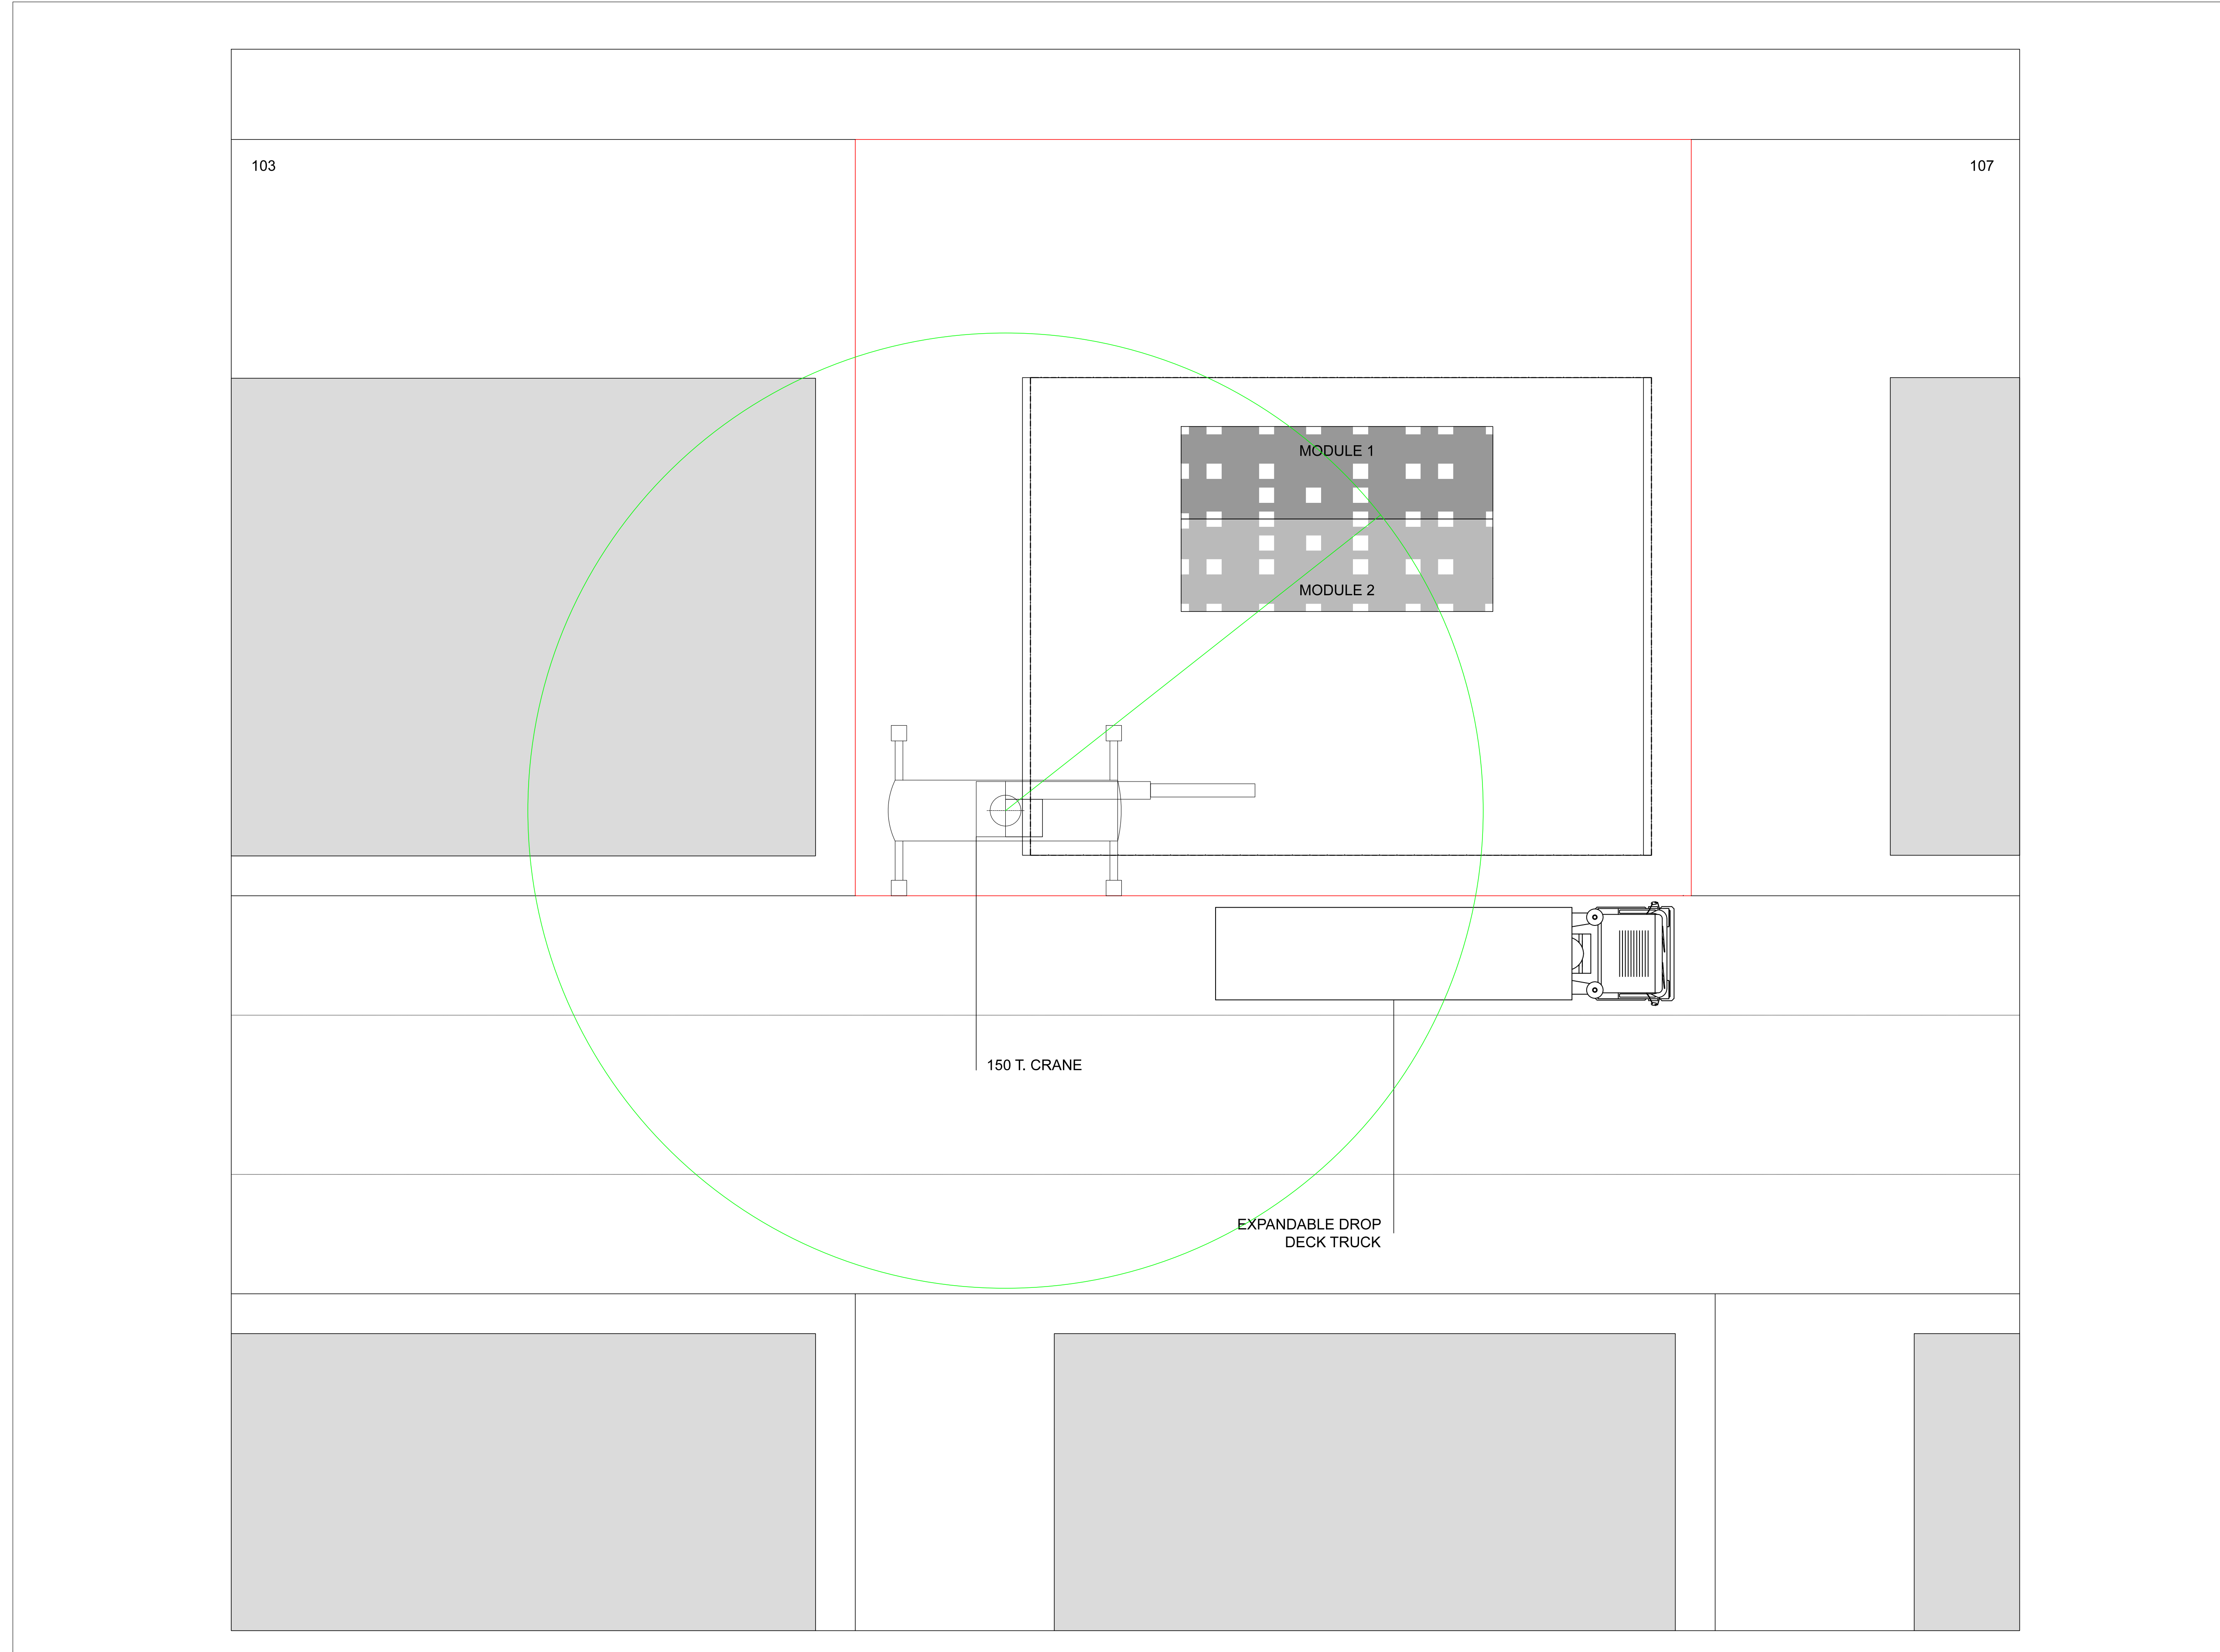 103
107
MODULE 1
MODULE 2
150 T. CRANE
EXPANDABLE DROP
DECK TRUCK